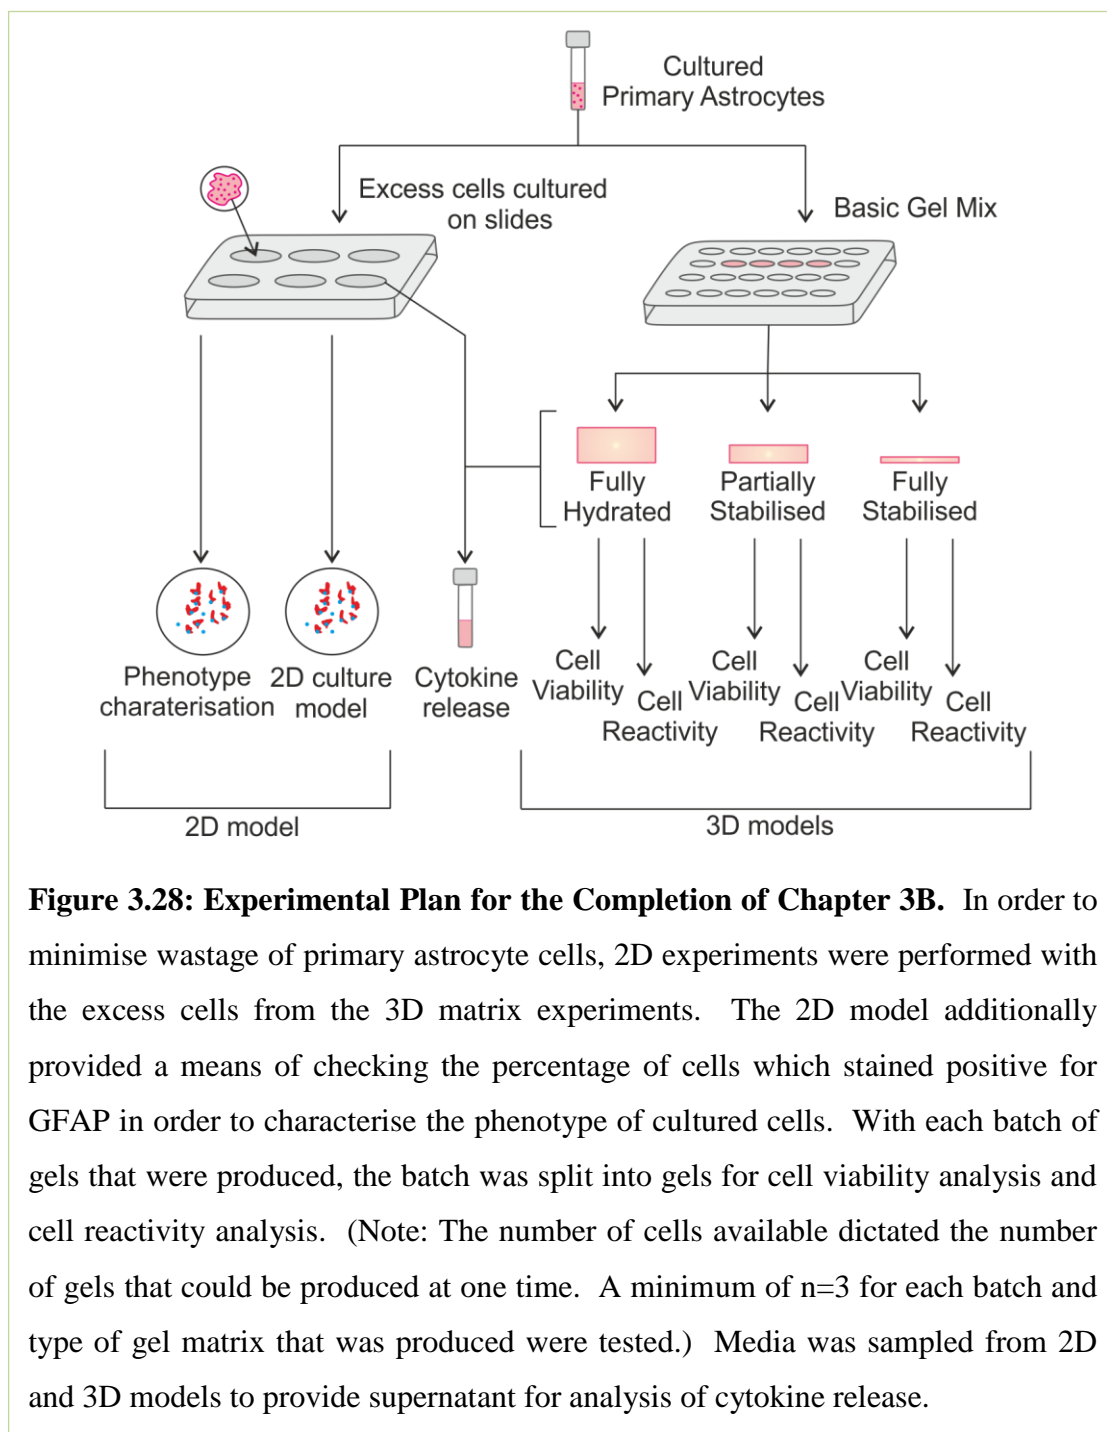 Cultured
Primary Astrocytes
Excess cells cultured
on slides
Basic Gel Mix
Fully
Hydrated
Partially
Stabilised
Fully
Stabilised
Phenotype
charaterisation
2D culture
model
Cytokine
release
Cell
Viability
Cell
Reactivity
Cell
Viability
Cell
Reactivity
Cell
Viability
Cell
Reactivity
2D model
3D models
Figure 3.28: Experimental Plan for the Completion of Chapter 3B. In order to
minimise wastage of primary astrocyte cells, 2D experiments were performed with
the excess cells from the 3D matrix experiments. The 2D model additionally
provided a means of checking the percentage of cells which stained positive for
GFAP in order to characterise the phenotype of cultured cells. With each batch of
gels that were produced, the batch was split into gels for cell viability analysis and
cell reactivity analysis. (Note: The number of cells available dictated the number
of gels that could be produced at one time. A minimum of n=3 for each batch and
type of gel matrix that was produced were tested.) Media was sampled from 2D
and 3D models to provide supernatant for analysis of cytokine release.